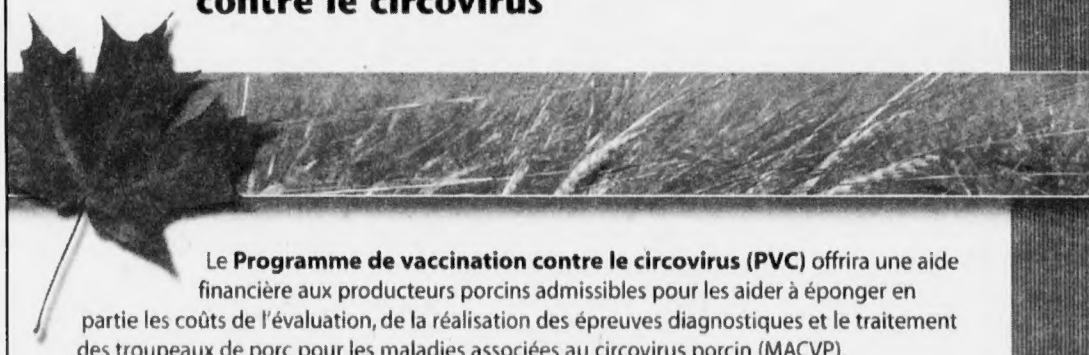 contre le circovirus
Le Programme de vaccination contre le circovirus (PVC) offrira une aide
financière aux producteurs porcins admissibles pour les aider à éponger en
partie les coûts de l'évaluation, de la réalisation des épreuves diagnostiques et le traitement
des troupeaux de porc pour les maladies associées au circovirus porcin (MACVP).